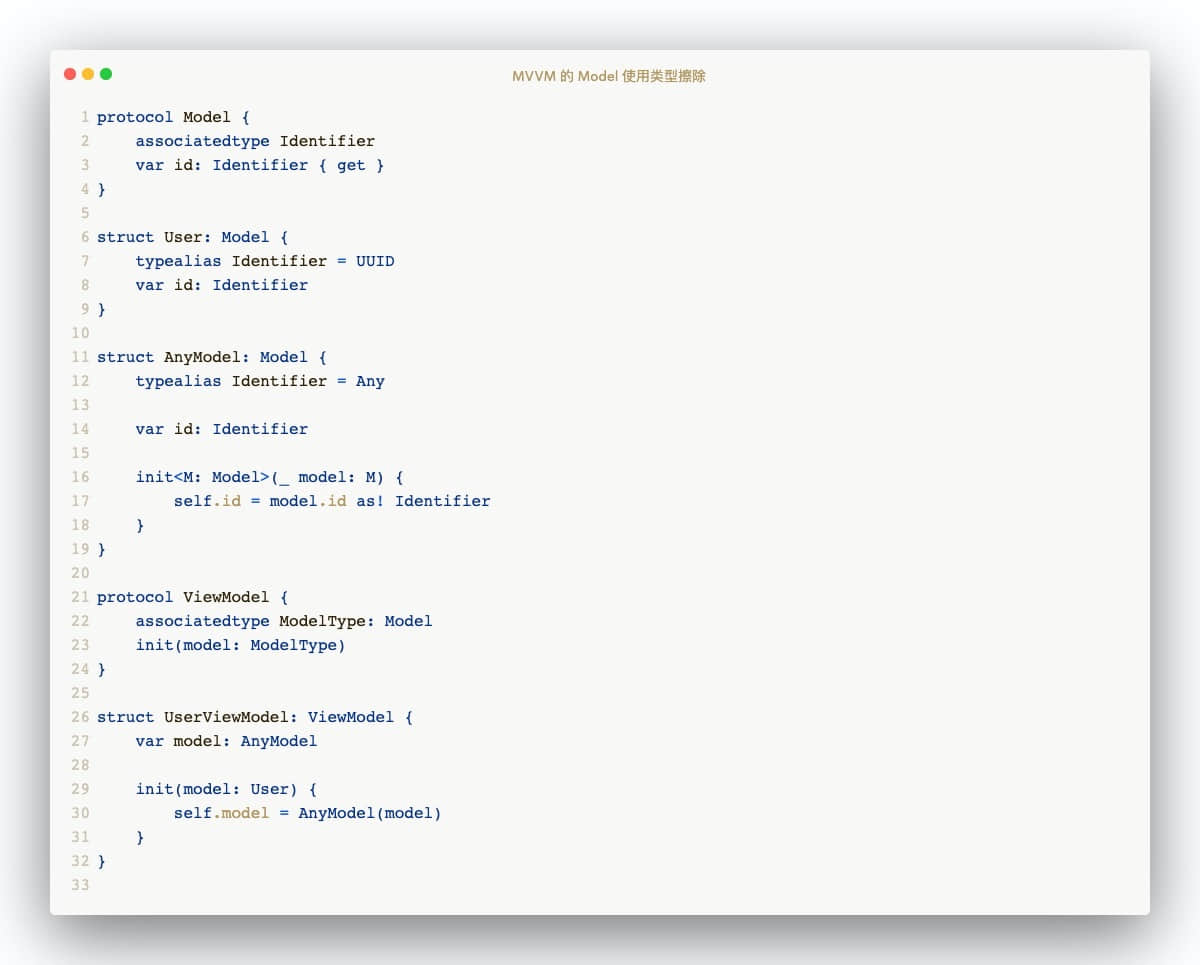 MVVM 的 Model 使用类型擦除
1 protocol Model {
2     associatedtype Identifier
3     var id: Identifier { get }
4 }
5
6 struct User: Model {
7     typealias Identifier = UUID
8     var id: Identifier
9 }
10
11 struct AnyModel: Model {
12     typealias Identifier = Any
13
14     var id: Identifier
15
16     init<M: Model>(_ model: M) {
17         self.id = model.id as! Identifier
18     }
19 }
20
21 protocol ViewModel {
22     associatedtype ModelType: Model
23     init(model: ModelType)
24 }
25
26 struct UserViewModel: ViewModel {
27     var model: AnyModel
28
29     init(model: User) {
30         self.model = AnyModel(model)
31     }
32 }
33